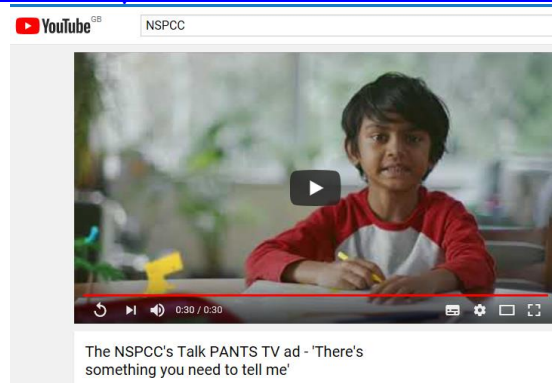 YouTube GB
NSPCC
0:30 / 0:30
The NSPCC's Talk PANTS TV ad - 'There's
something you need to tell me'